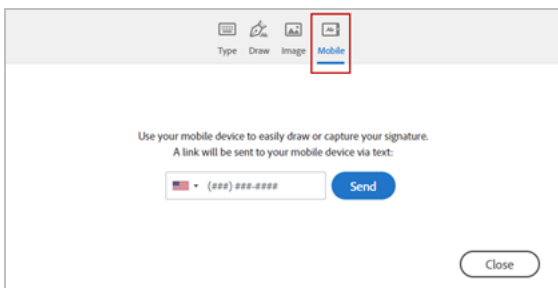 Type Draw Image Mobile
Use your mobile device to easily draw or capture your signature.
A link will be sent to your mobile device via text:
(###) ###-####
Send
Close